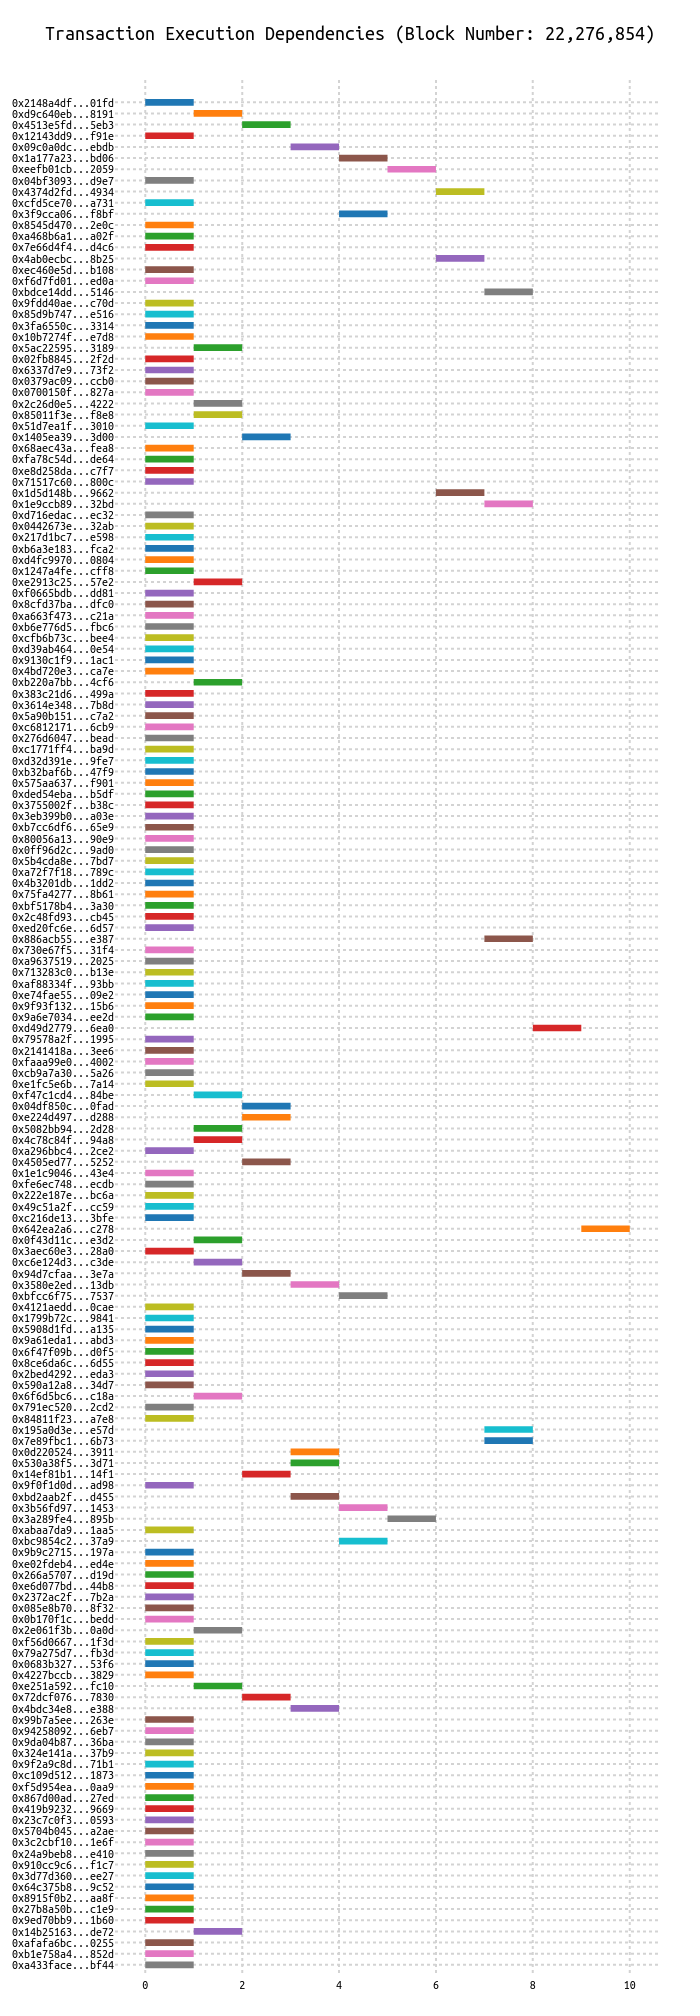 Transaction Execution Dependencies (Block Number: 22,276,854)
0x2148a4df...01fd
0xd9c640eb...8191
0x4513e5fd...5eb3
0x12143dd9...f91e
0x09c0a0dc...ebdb
0x1a177a23...bd06
0xeefb01cb...2059
0x04bf3093...d9e7
0x4374d2fd...4934
0xcfd5ce70...a731
0x3f9cca06...f8bf
0x8545d470...2e0c
0xa468b6a1...a02f
0x7e66d4f4...d4c6
0x4ab0ecbc...8b25
0xec460e5d...b108
0xf6d7fd01...ed0a
0xbdce14dd...5146
0x9fdd40ae...c70d
0x85d9b747...e516
0x3fa6550c...3314
0x10b7274f...e7d8
0x5ac22595...3189
0x02fb8845...2f2d
0x6337d7e9...73f2
0x0379ac09...ccb0
0x0700150f...827a
0x2c26d0e5...4222
0x85011f3e...f8e8
0x51d7ea1f...3010
0x1405ea39...3d00
0x68aec43a...fea8
0xfa78c54d...de64
0xe8d258da...c7f7
0x71517c60...800c
0x1d5d148b...9662
0x1e9ccb89...32bd
0xd716edac...ec32
0x0442673e...32ab
0x217d1bc7...e598
0xb6a3e183...fca2
0xd4fc9970...0804
0x1247a4fe...cff8
0xe2913c25...57e2
0xf0665bdb...dd81
0x8cfd37ba...dfc0
0xa663f473...c21a
0xb6e776d5...fbc6
0xcfb6b73c...bee4
0xd39ab464...0e54
0x9130c1f9...1ac1
0x4bd720e3...ca7e
0xb220a7bb...4cf6
0x383c21d6...499a
0x3614e348...7b8d
0x5a90b151...c7a2
0xc6812171...6cb9
0x276d6047...bead
0xc1771ff4...ba9d
0xd32d391e...9fe7
0xb32baf6b...47f9
0x575aa637...f901
0xded54eba...b5df
0x3755002f...b38c
0x3eb399b0...a03e
0xb7cc6df6...65e9
0x80056a13...90e9
0x0ff96d2c...9ad0
0x5b4cda8e...7bd7
0xa72f7f18...789c
0x4b3201db...1dd2
0x75fa4277...8b61
0xbf5178b4...3a30
0x2c48fd93...cb45
0xed20fc6e...6d57
0x886acb55...e387
0x730e67f5...31f4
0xa9637519...2025
0x713283c0...b13e
0xaf88334f...93bb
0xe74fae55...09e2
0x9f93f132...15b6
0x9a6e7034...ee2d
0xd49d2779...6ea0
0x79578a2f...1995
0x2141418a...3ee6
0xfaaa99e0...4002
0xcb9a7a30...5a26
0xe1fc5e6b...7a14
0xf47c1cd4...84be
0x04df850c...0fad
0xe224d497...d288
0x5082bb94...2d28
0x4c78c84f...94a8
0xa296bbc4...2ce2
0x4505ed77...5252
0x1e1c9046...43e4
0xfe6ec748...ecdb
0x222e187e...bc6a
0x49c51a2f...cc59
0xc216de13...3bfe
0x642ea2a6...c278
0x0f43d11c...e3d2
0x3aec60e3...28a0
0xc6e124d3...c3de
0x94d7cfaa...3e7a
0x3580e2ed...13db
0xbfcc6f75...7537
0x4121aedd...0cae
0x1799b72c...9841
0x5908d1fd...a135
0x9a61eda1...abd3
0x6f47f09b...d0f5
0x8ce6da6c...6d55
0x2bed4292...eda3
0x590a12a8...34d7
0x6f6d5bc6...c18a
0x791ec520...2cd2
0x84811f23...a7e8
0x195a0d3e...e57d
0x7e89fbc1...6b73
0x0d220524...3911
0x530a38f5...3d71
0x14ef81b1...14f1
0x9f0f1d0d...ad98
0xbd2aab2f...d455
0x3b56fd97...1453
0x3a289fe4...895b
0xabaa7da9...1aa5
0xbc9854c2...37a9
0x9b9c2715...197a
0xe02fdeb4...ed4e
0x266a5707...d19d
0xe6d077bd...44b8
0x2372ac2f...7b2a
0x085e8b70...8f32
0x0b170f1c...bedd
0x2e061f3b...0a0d
0xf56d0667...1f3d
0x79a275d7...fb3d
0x0683b327...53f6
0x4227bccb...3829
0xe251a592...fc10
0x72dcf076...7830
0x4bdc34e8...e388
0x99b7a5ee...263e
0x94258092...6eb7
0x9da04b87...36ba
0x324e141a...37b9
0x9f2a9c8d...71b1
0xc109d512...1873
0xf5d954ea...0aa9
0x867d00ad...27ed
0x419b9232...9669
0x23c7c0f3...0593
0x5704b045...a2ae
0x3c2cbf10...1e6f
0x24a9beb8...e410
0x910cc9c6...f1c7
0x3d77d360...ee27
0x64c375b8...9c52
0x8915f0b2...aa8f
0x27b8a50b...c1e9
0x9ed70bb9...1b60
0x14b25163...de72
0xafafa6bc...0255
0xb1e758a4...852d
0xa433face...bf44
0 2 4 6 8 10